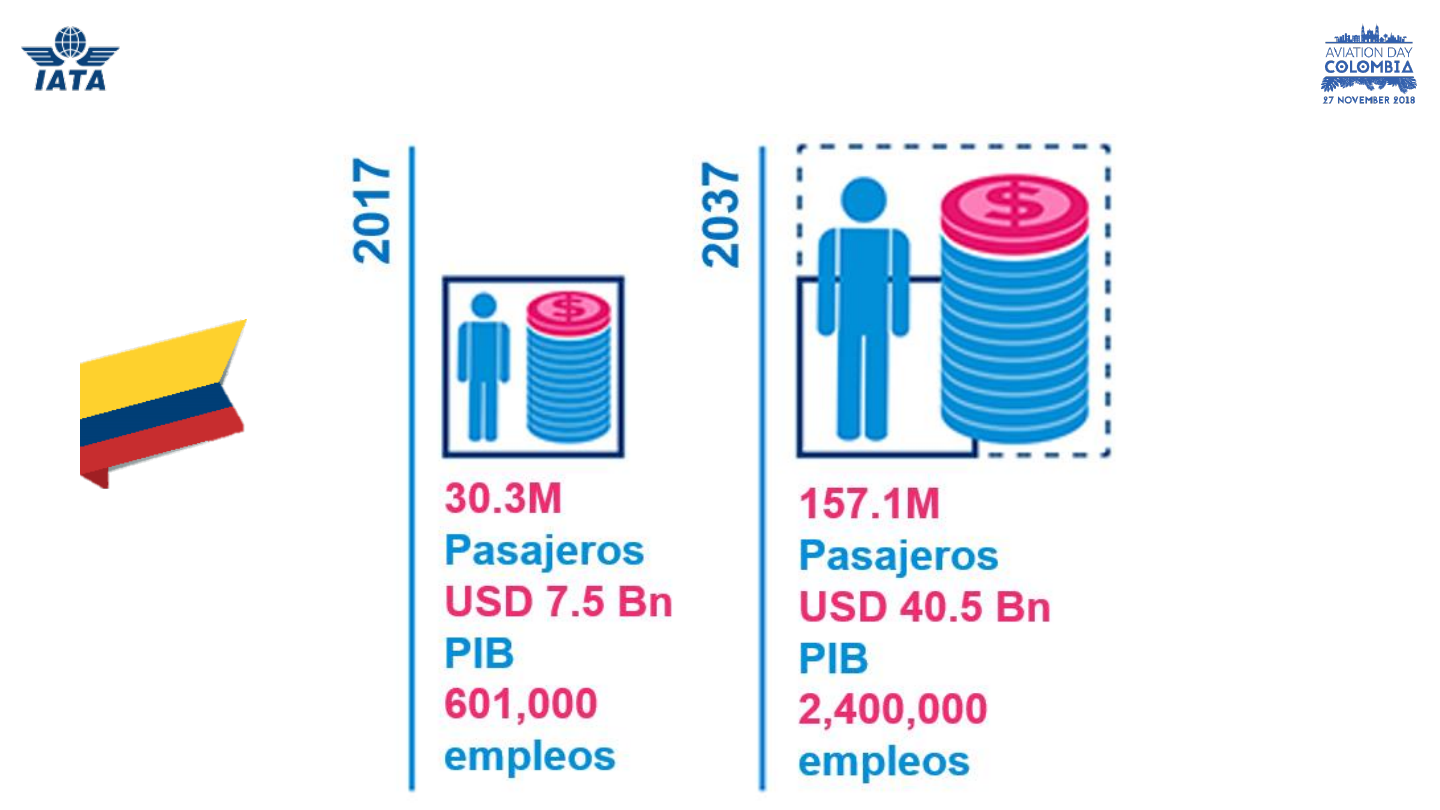 IATA
AVIATION DAY
COLOMBIA
27 NOVEMBER 2018
2017
$
30.3M
Pasajeros
USD 7.5 Bn
PIB
601,000
empleos
2037
$
157.1M
Pasajeros
USD 40.5 Bn
PIB
2,400,000
empleos